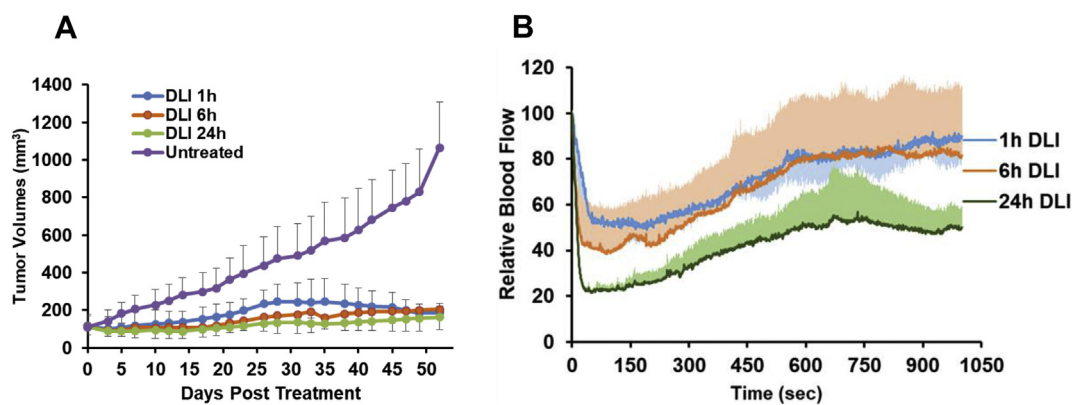 A
1400
1200
1000
800
600
400
200
0
Tumor Volumes (mm³)
DLI 1h
DLI 6h
DLI 24h
Untreated
0 5 10 15 20 25 30 35 40 45 50
Days Post Treatment
B
120
100
80
60
40
20
0
Relative Blood Flow
1h DLI
6h DLI
24h DLI
0 150 300 450 600 750 900 1050
Time (sec)